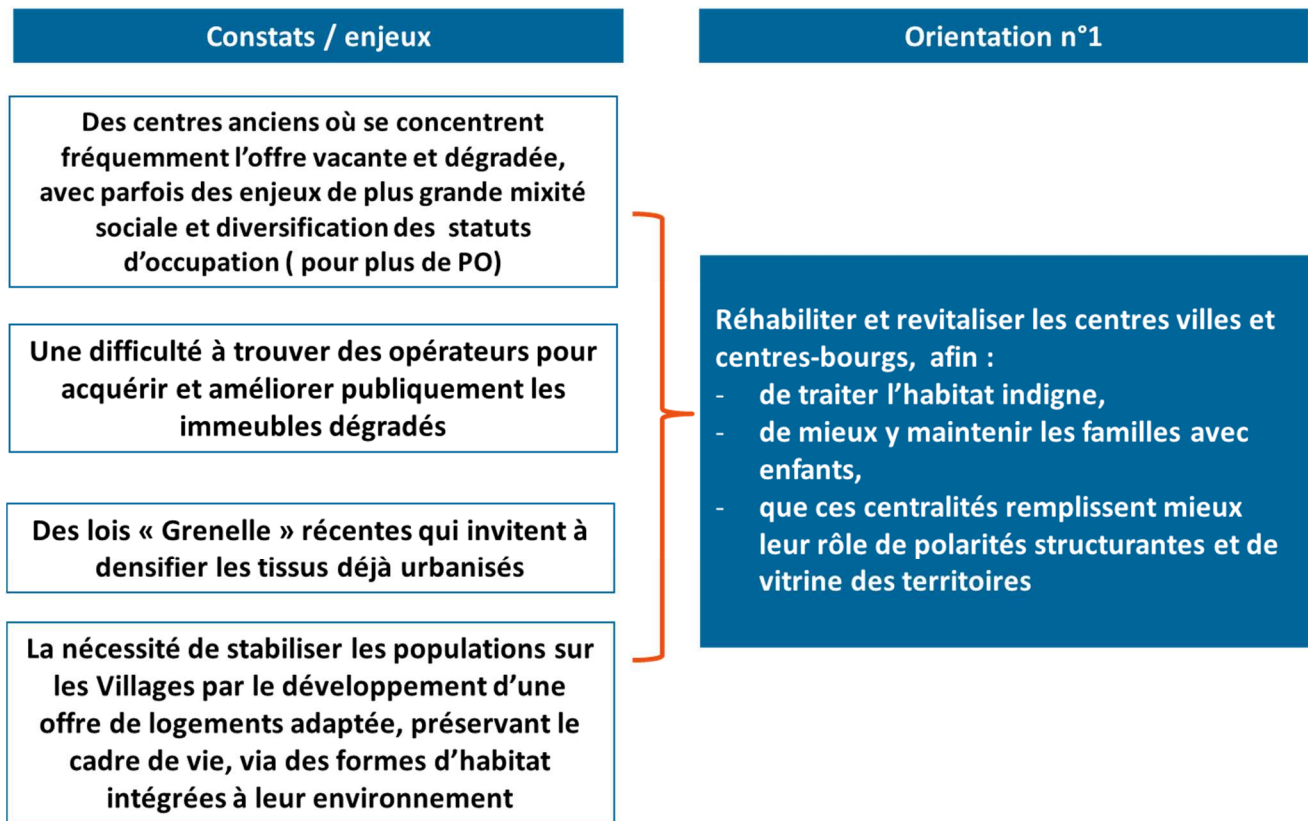 Constats / enjeux
Orientation n°1
Des centres anciens où se concentrent
fréquemment l'offre vacante et dégradée,
avec parfois des enjeux de plus grande mixité
sociale et diversification des  statuts
d'occupation ( pour plus de PO)
Une difficulté à trouver des opérateurs pour
acquérir et améliorer publiquement les
immeubles dégradés
Des lois « Grenelle » récentes qui invitent à
densifier les tissus déjà urbanisés
La nécessité de stabiliser les populations sur
les Villages par le développement d'une
offre de logements adaptée, préservant le
cadre de vie, via des formes d'habitat
intégrées à leur environnement
Réhabiliter et revitaliser les centres villes et
centres-bourgs,  afin :
- de traiter l'habitat indigne,
- de mieux y maintenir les familles avec
enfants,
- que ces centralités remplissent mieux
leur rôle de polarités structurantes et de
vitrine des territoires